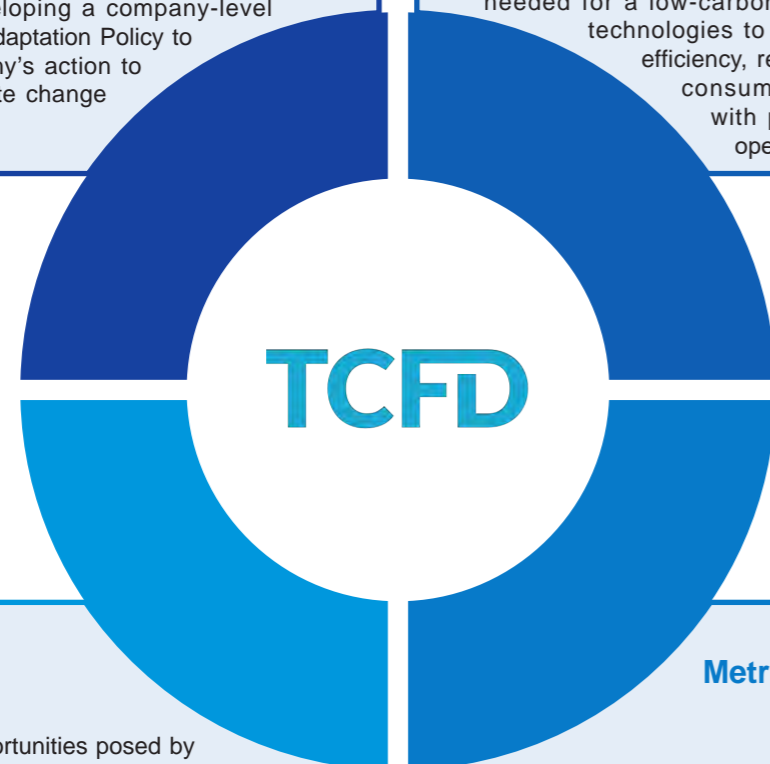 eloping a company-level
daptation Policy to
ny's action to
te change
needed for a low-carbon
technologies to
efficiency, re
consum
with p
ope
TCFD
Metr
ortunities posed by